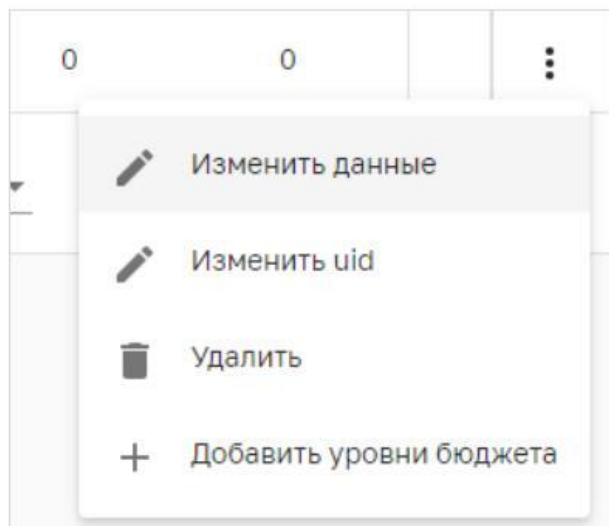 0 0
Изменить данные
Изменить uid
Удалить
Добавить уровни бюджета